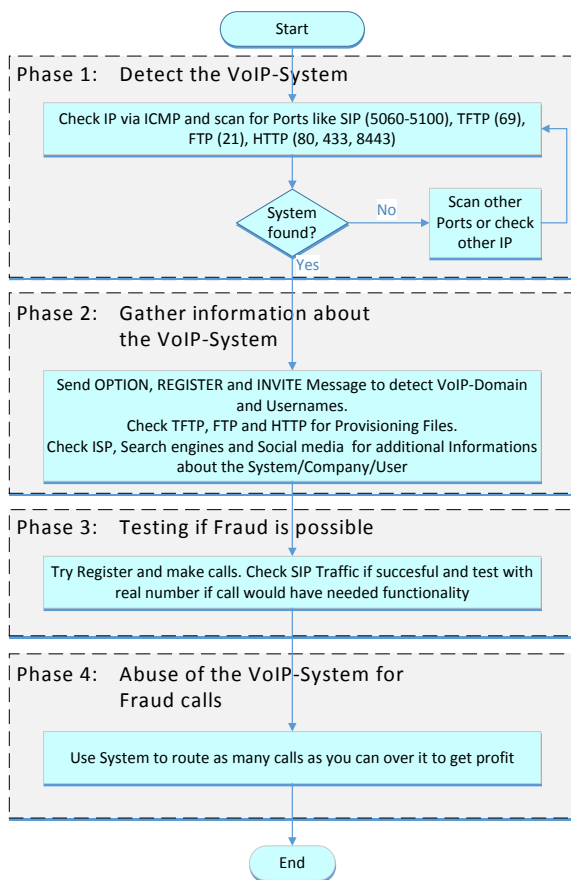 Start
Phase 1: Detect the VoIP-System
Check IP via ICMP and scan for Ports like SIP (5060-5100), TFTP (69),
FTP (21), HTTP (80, 433, 8443)
System
found?
No
Scan other
Ports or check
other IP
Yes
Phase 2: Gather information about
the VoIP-System
Send OPTION, REGISTER and INVITE Message to detect VoIP-Domain
and Usernames.
Check TFTP, FTP and HTTP for Provisioning Files.
Check ISP, Search engines and Social media for additional Informations
about the System/Company/User
Phase 3: Testing if Fraud is possible
Try Register and make calls. Check SIP Traffic if succesful and test with
real number if call would have needed functionality
Phase 4: Abuse of the VoIP-System for
Fraud calls
Use System to route as many calls as you can over it to get profit
End